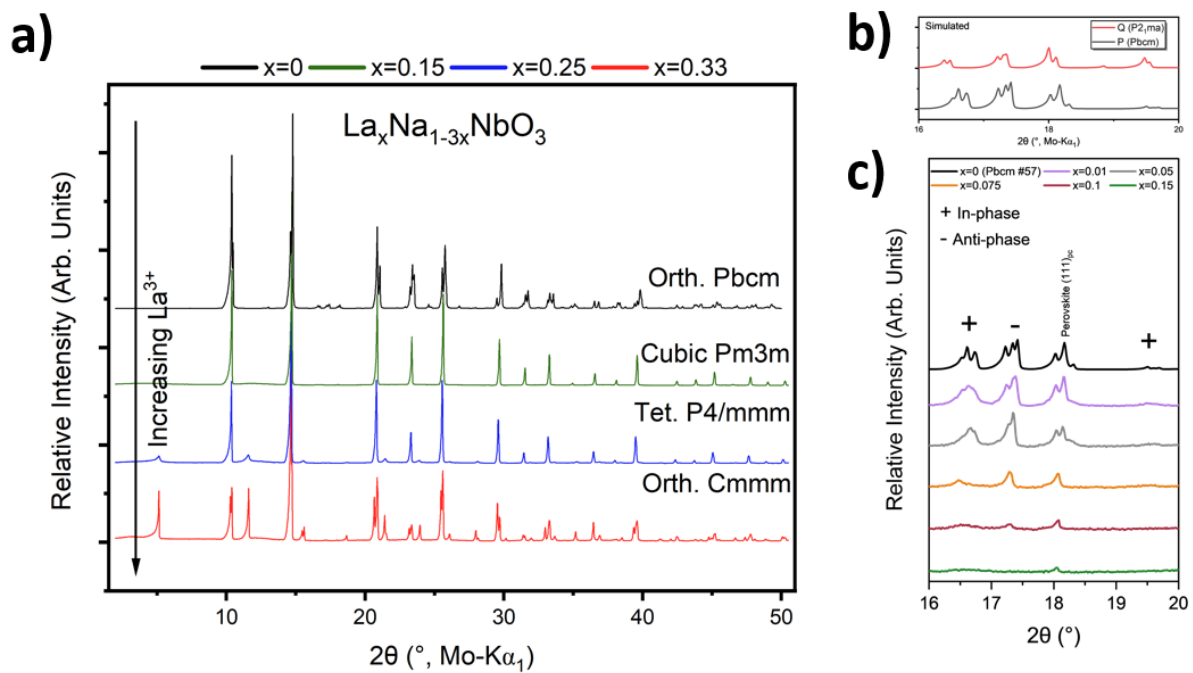 a)
x=0 x=0.15 x=0.25 x=0.33
LaₓNa₁₋₃ₓNbO₃
Relative Intensity (Arb. Units)
Increasing La³⁺
Orth. Pbcm
Cubic Pm3m
Tet. P4/mmm
Orth. Cmmm
10 20 30 40 50
2θ (°, Mo-Kα₁)
b)
Simulated
Q (P2₁ma)
P (Pbcm)
16 17 18 19 20
2θ (°, Mo-Kα₁)
c)
x=0 (Pbcm #57) x=0.01 x=0.05
x=0.075 x=0.1 x=0.15
+ In-phase
- Anti-phase
Perovskite (111)pc
+ - +
Relative Intensity (Arb. Units)
16 17 18 19 20
2θ (°)